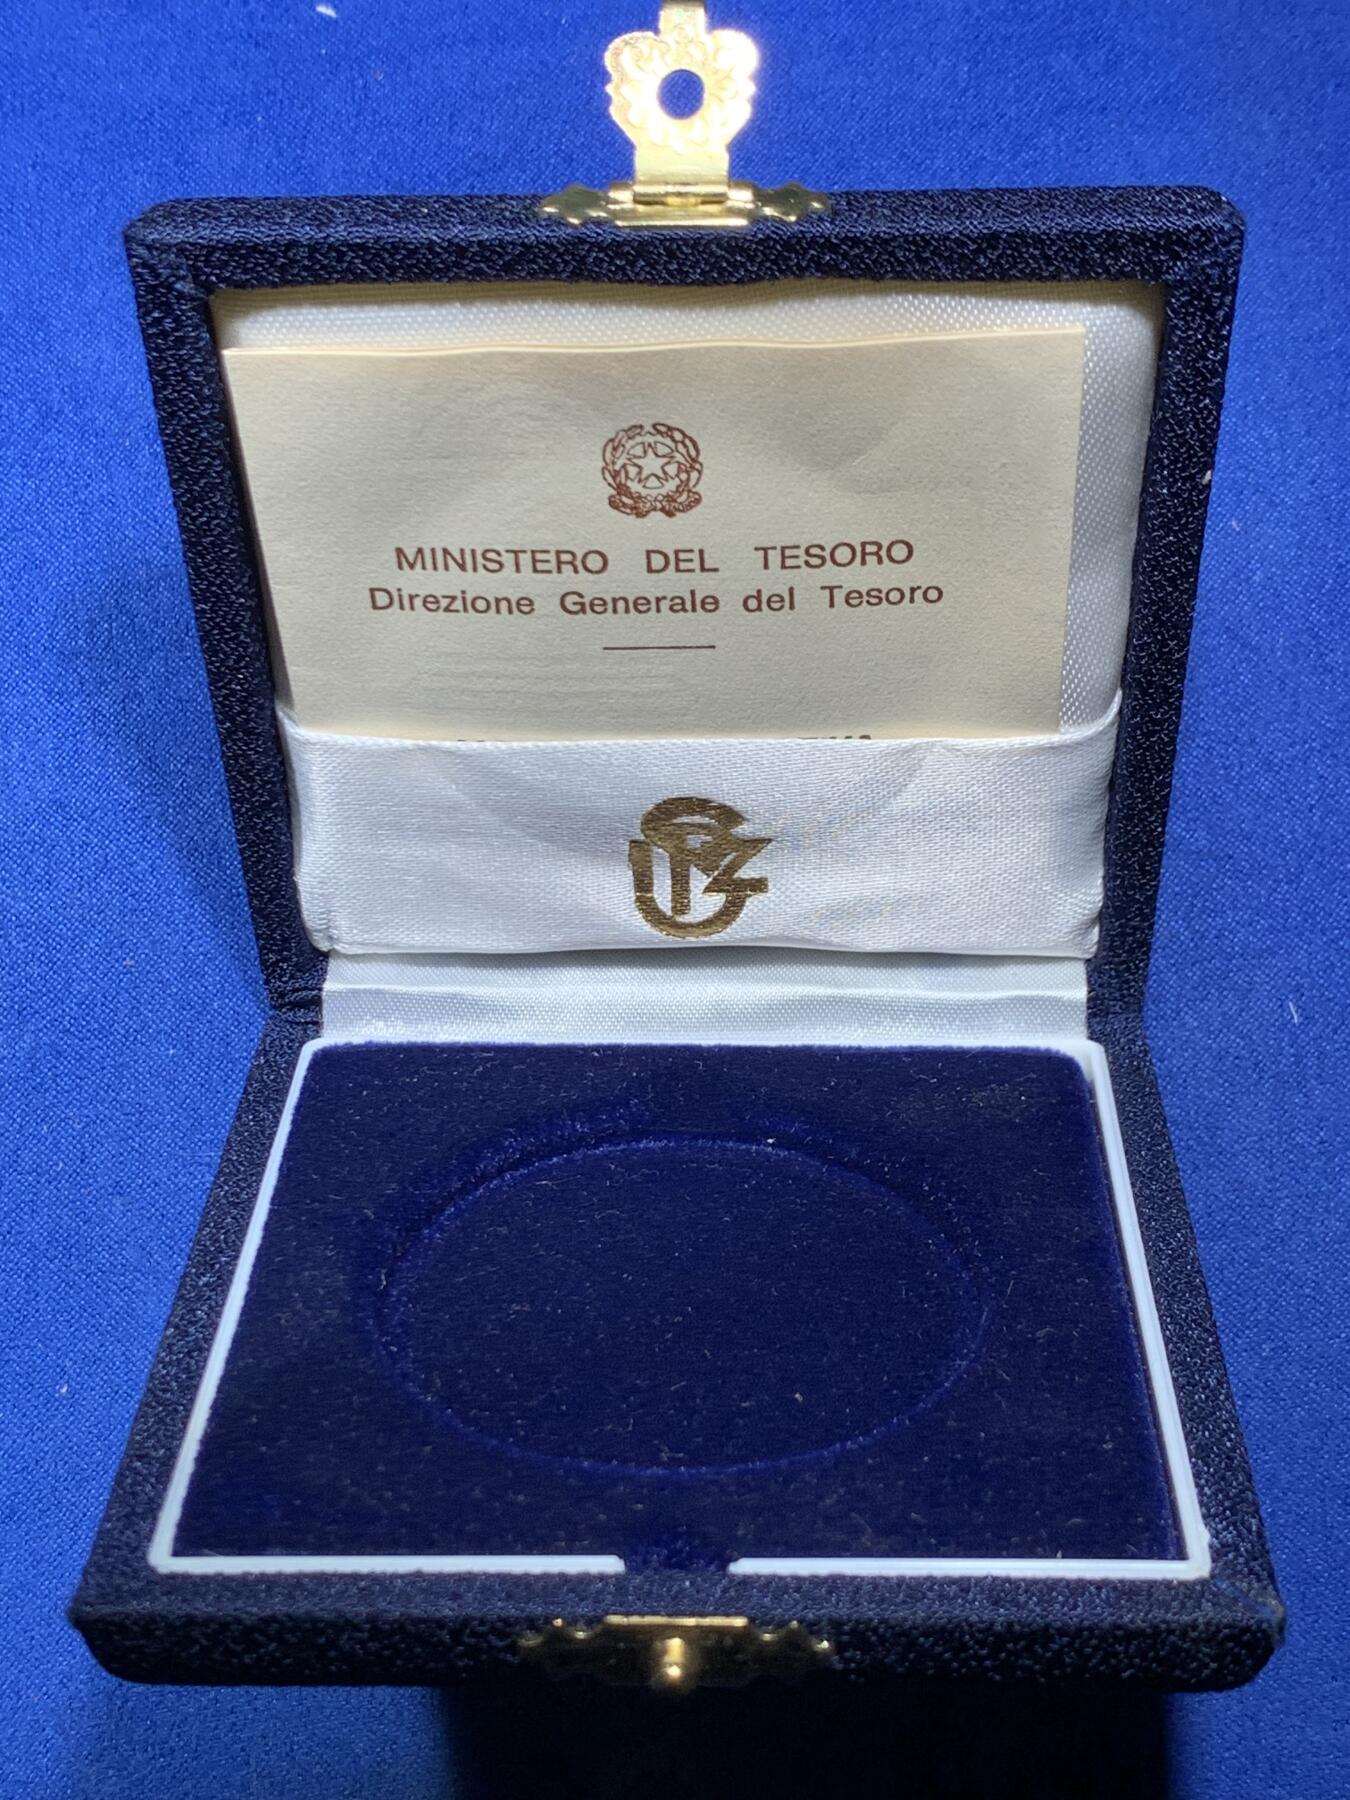 MINISTERO DEL TESORO
Direzione Generale del Tesoro